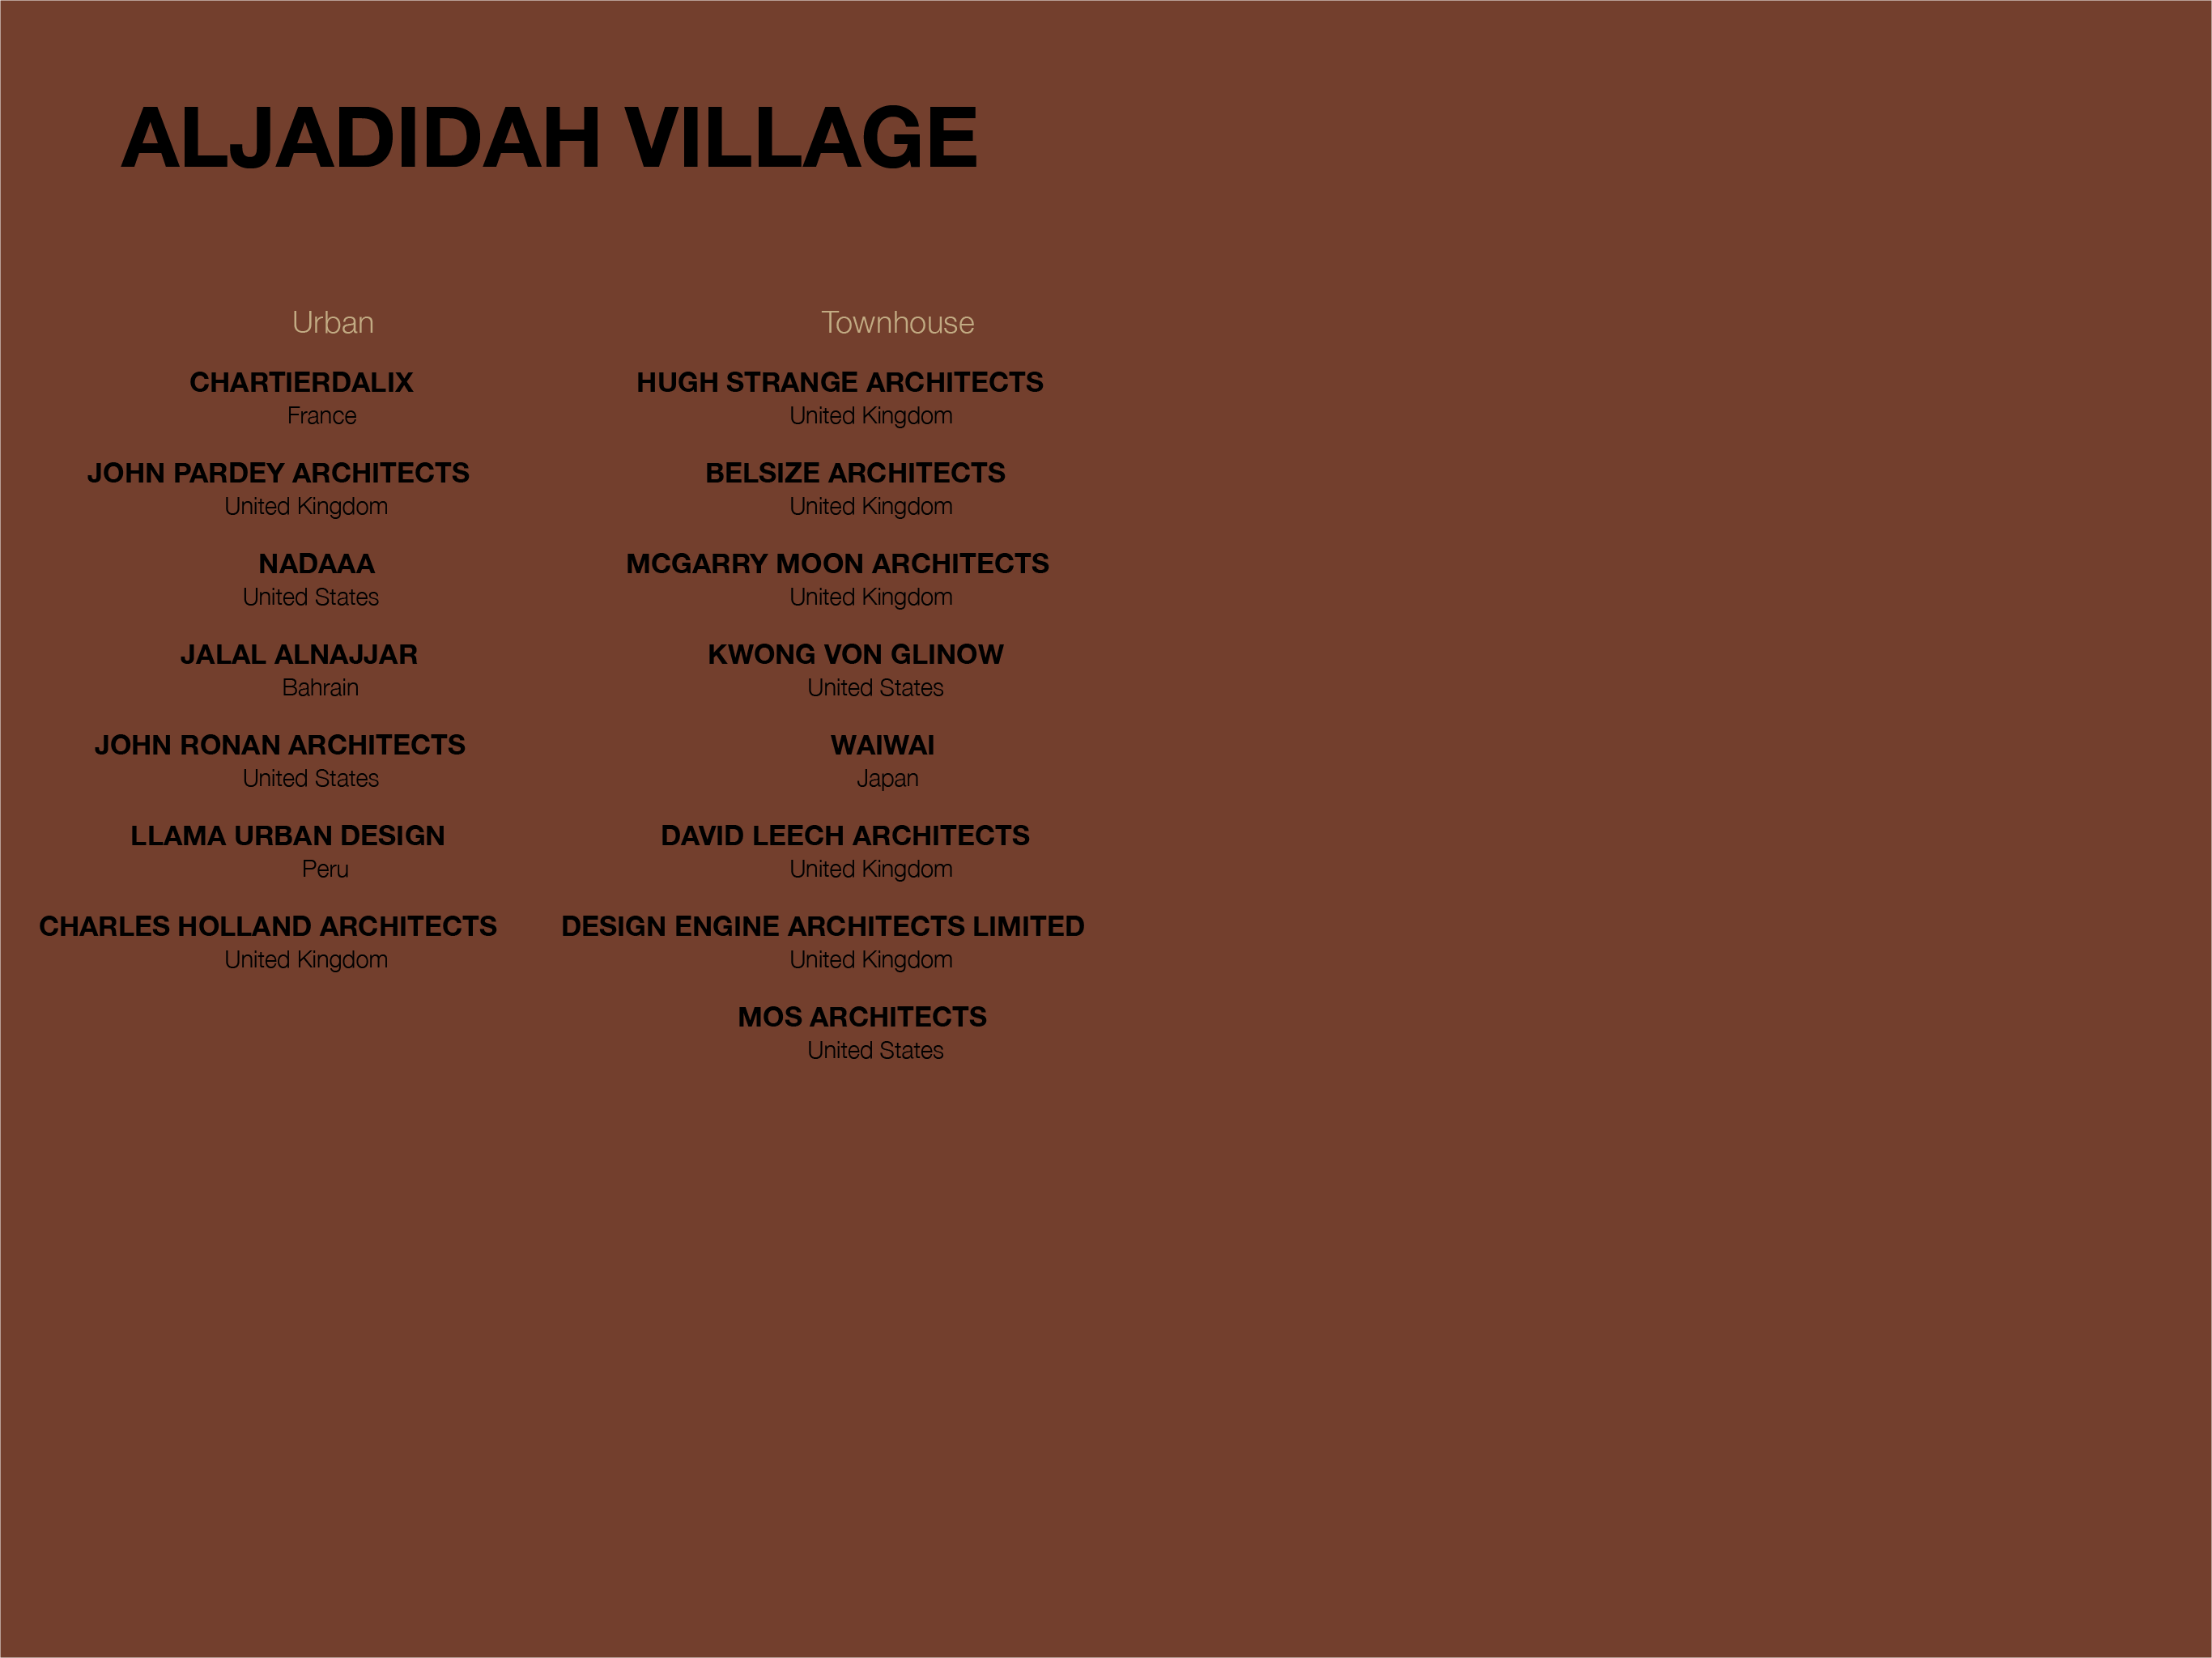 ALJADIDAH VILLAGE
Urban
CHARTIERDALIX
France
JOHN PARDEY ARCHITECTS
United Kingdom
NADAAA
United States
JALAL ALNAJJAR
Bahrain
JOHN RONAN ARCHITECTS
United States
LLAMA URBAN DESIGN
Peru
CHARLES HOLLAND ARCHITECTS
United Kingdom
Townhouse
HUGH STRANGE ARCHITECTS
United Kingdom
BELSIZE ARCHITECTS
United Kingdom
MCGARRY MOON ARCHITECTS
United Kingdom
KWONG VON GLINOW
United States
WAIWAI
Japan
DAVID LEECH ARCHITECTS
United Kingdom
DESIGN ENGINE ARCHITECTS LIMITED
United Kingdom
MOS ARCHITECTS
United States